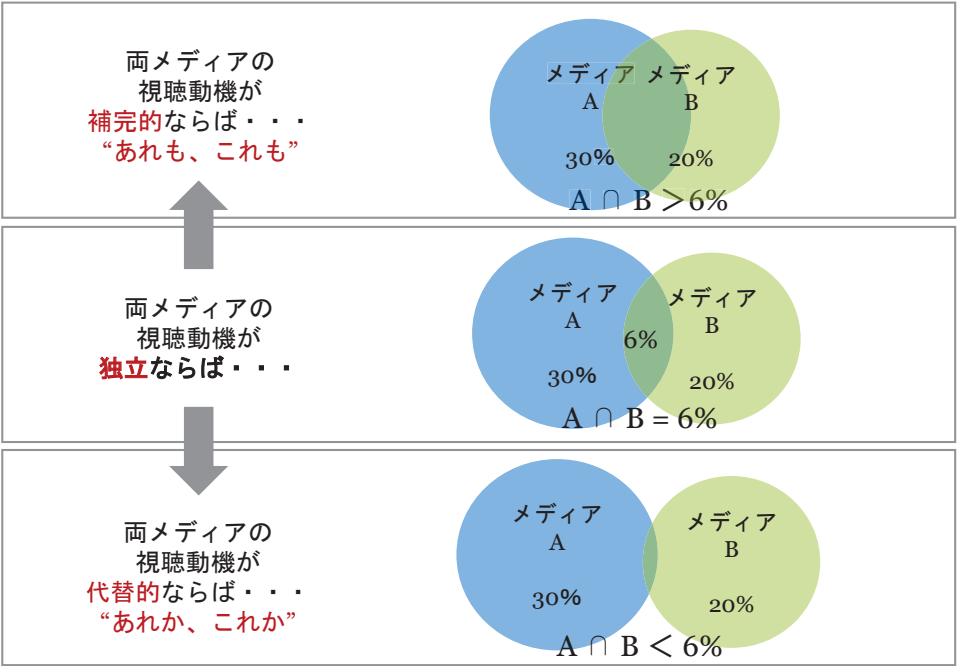 両メディアの
視聴動機が
補完的ならば・・・
“あれも、これも”
メディア
A
30%
メディア
B
20%
A ∩ B ＞6%
両メディアの
視聴動機が
独立ならば・・・
メディア
A
30%
6%
メディア
B
20%
A ∩ B = 6%
両メディアの
視聴動機が
代替的ならば・・・
“あれか、これか”
メディア
A
30%
メディア
B
20%
A ∩ B ＜ 6%